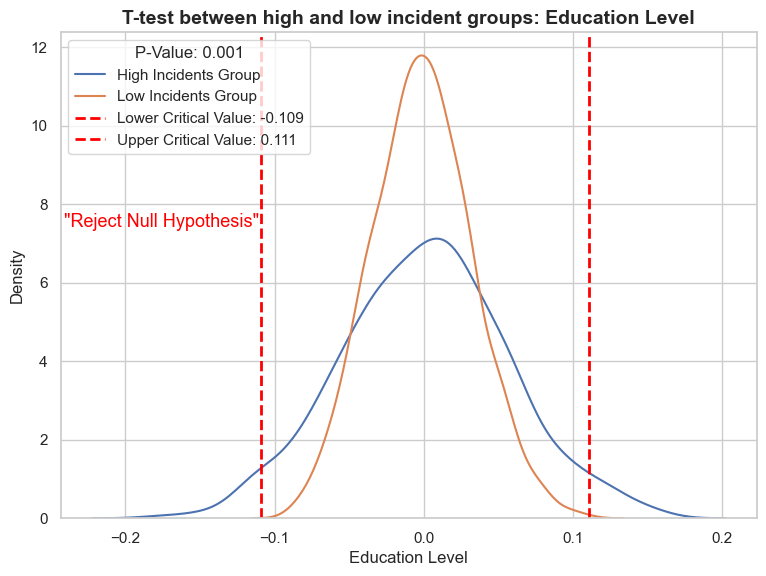 T-test between high and low incident groups: Education Level
P-Value: 0.001
High Incidents Group
Low Incidents Group
Lower Critical Value: -0.109
Upper Critical Value: 0.111
"Reject Null Hypothesis"
Density
12
10
8
6
4
2
0
−0.2
−0.1
0.0
0.1
0.2
Education Level